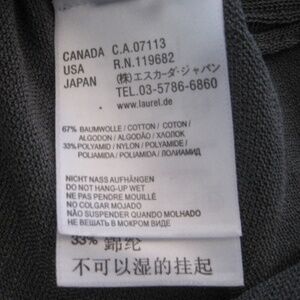 CANADA C.A.07113
USA R.N.119682
JAPAN (株)エスカーダ・ジャパン
TEL.03-5786-6860
www.laurel.de
67% BAUMWOLLE / COTTON / COTON /
ALGODON / ALGODÃO / ХЛОПОК
33% POLYAMID / NYLON / POLYAMIDE /
POLIAMIDA / POLIAMIDA / ПОЛИАМИД
NICHT NASS AUFHÄNGEN
DO NOT HANG-UP WET
NE PAS PENDRE MOUILLÉ
NO COLGAR MOJADO
NÃO SUSPENDER QUANDO MOLHADO
НЕ ВЕШАТЬ В МОКРОМ ВИДЕ
33% 錦纶
不可以湿的挂起